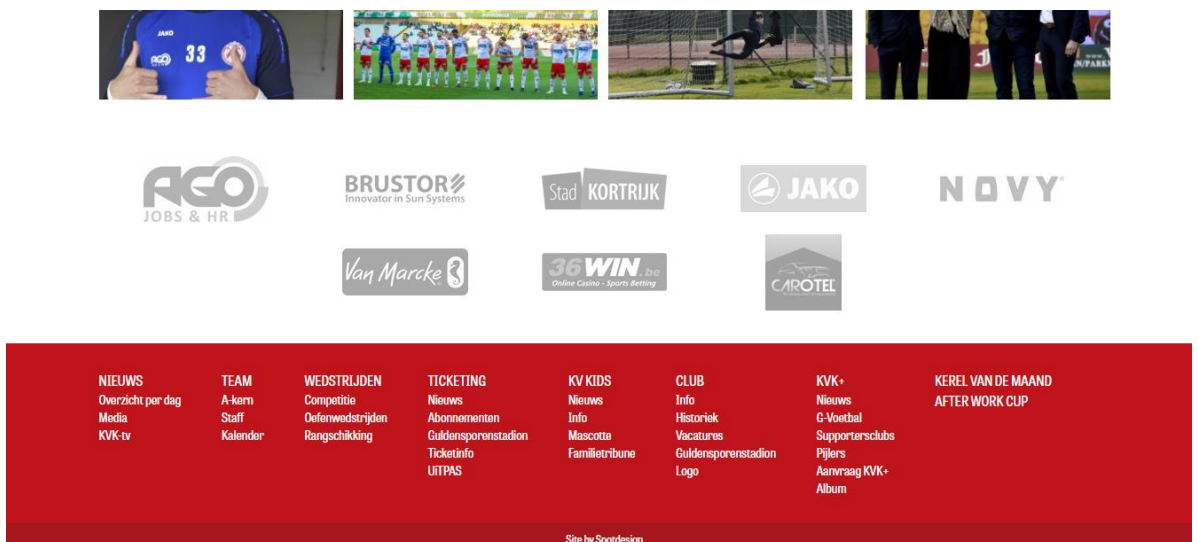 JAKO
AGO 33
AGO
JOBS & HR
BRUSTOR
Innovator in Sun Systems
Stad KORTRIJK
JAKO
NOVY
Van Marcke
36WIN.be
Online Casino - Sports Betting
CAROTEL
NIEUWS
Overzicht per dag
Media
KVK-tv
TEAM
A-kern
Staff
Kalender
WEDSTRIJDEN
Competitie
Oefenwedstrijden
Rangschikking
TICKETING
Nieuws
Abonnementen
Guldensporenstadion
Ticketinfo
UiTPAS
KV KIDS
Nieuws
Info
Mascotte
Familietribune
CLUB
Info
Historiek
Vacatures
Guldensporenstadion
Logo
KVK+
Nieuws
G-Voetbal
Supportersclubs
Pijlers
Aanvraag KVK+
Album
KEREL VAN DE MAAND
AFTER WORK CUP
Site by Spotdesign